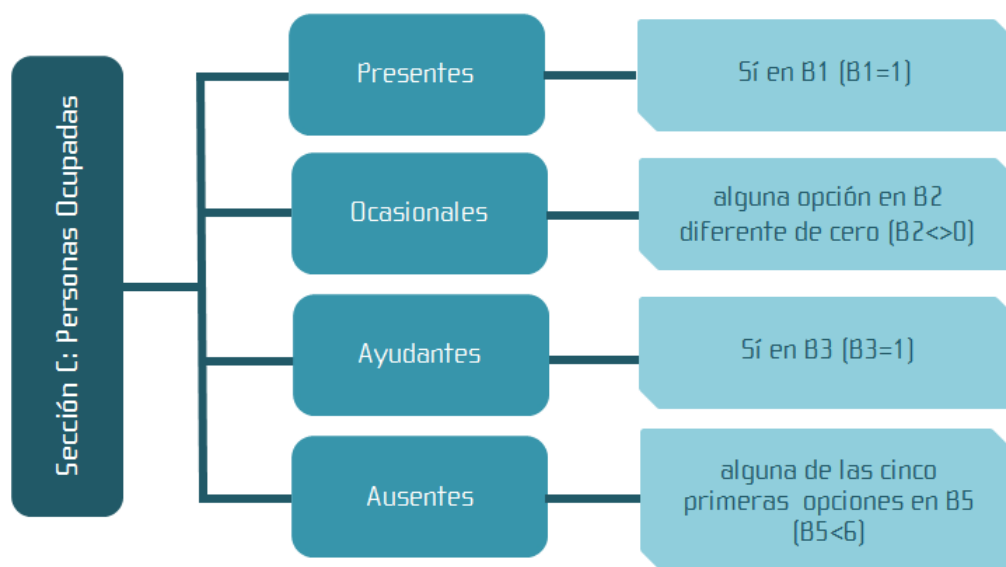 Sección C: Personas Ocupadas
Presentes
Sí en B1 (B1=1)
Ocasionales
alguna opción en B2
diferente de cero (B2<>0)
Ayudantes
Sí en B3 (B3=1)
Ausentes
alguna de las cinco
primeras opciones en B5
(B5<6)